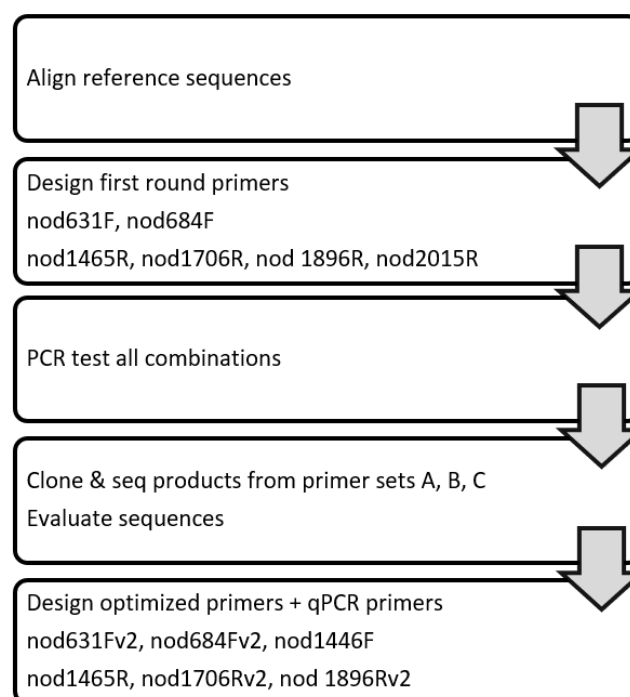 Align reference sequences
Design first round primers
nod631F, nod684F
nod1465R, nod1706R, nod 1896R, nod2015R
PCR test all combinations
Clone & seq products from primer sets A, B, C
Evaluate sequences
Design optimized primers + qPCR primers
nod631Fv2, nod684Fv2, nod1446F
nod1465R, nod1706Rv2, nod 1896Rv2